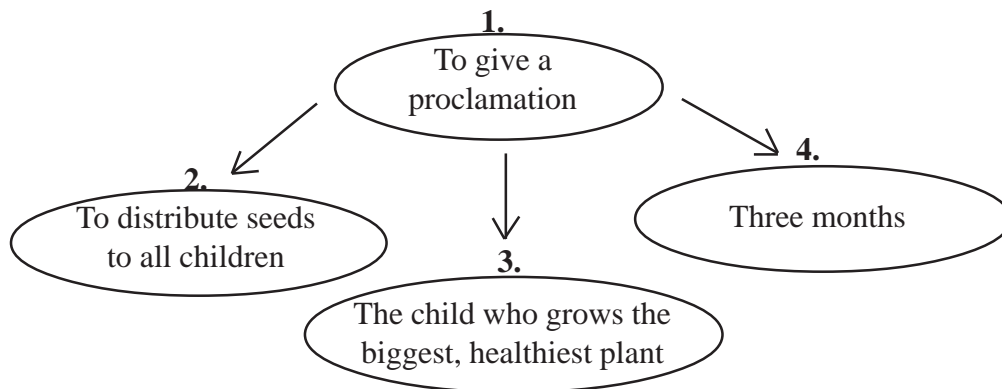 1.
To give a
proclamation
2.
To distribute seeds
to all children
3.
The child who grows the
biggest, healthiest plant
4.
Three months